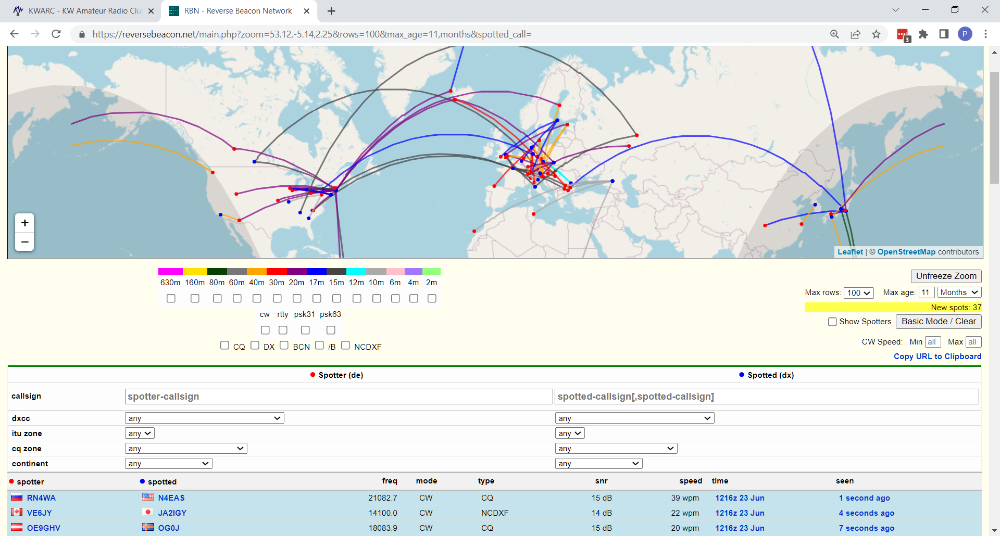 KWARC - KW Amateur Radio Clu
RBN - Reverse Beacon Network
https://reversebeacon.net/main.php?zoom=53.12,-5.14,2.25&rows=100&max_age=11,months&spotted_call=
3
P
+
−
Leaflet | © OpenStreetMap contributors
630m 160m 80m 60m 40m 30m 20m 17m 15m 12m 10m 6m 4m 2m
cw rtty psk31 psk63
CQ DX BCN /B NCDXF
Unfreeze Zoom
Max rows: 100 Max age: 11 Months
New spots: 37
Show Spotters Basic Mode / Clear
CW Speed: Min all Max all
Copy URL to Clipboard
Spotter (de) Spotted (dx)
callsign spotter-callsign spotted-callsign[,spotted-callsign]
dxcc any any
itu zone any any
cq zone any any
continent any any
spotter spotted freq mode type snr speed time seen
RN4WA N4EAS 21082.7 CW CQ 15 dB 39 wpm 1216z 23 Jun 1 second ago
VE6JY JA2IGY 14100.0 CW NCDXF 14 dB 22 wpm 1216z 23 Jun 4 seconds ago
OE9GHV OG0J 18083.9 CW CQ 15 dB 20 wpm 1216z 23 Jun 7 seconds ago